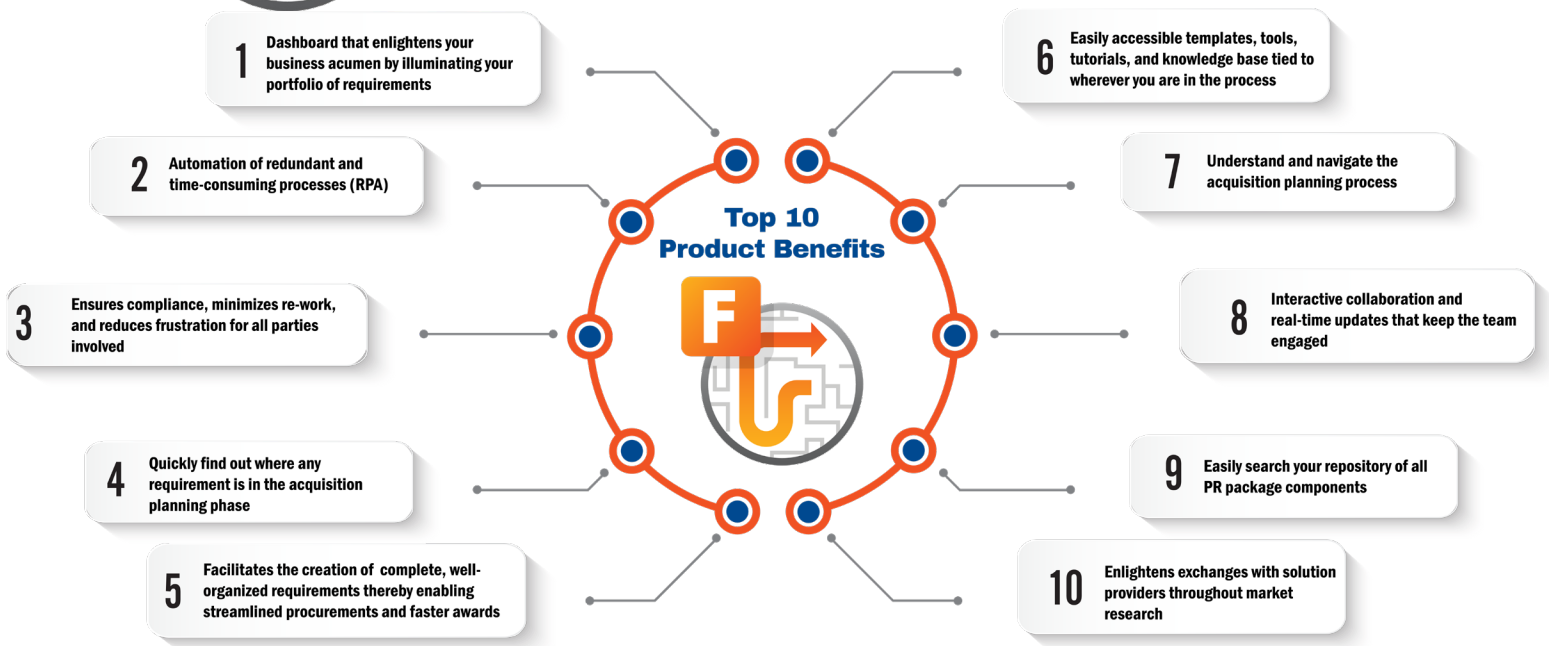 1
Dashboard that enlightens your
business acumen by illuminating your
portfolio of requirements
2
Automation of redundant and
time-consuming processes (RPA)
3
Ensures compliance, minimizes re-work,
and reduces frustration for all parties
involved
4
Quickly find out where any
requirement is in the acquisition
planning phase
5
Facilitates the creation of complete, well-
organized requirements thereby enabling
streamlined procurements and faster awards
Top 10
Product Benefits
F
6
Easily accessible templates, tools,
tutorials, and knowledge base tied to
wherever you are in the process
7
Understand and navigate the
acquisition planning process
8
Interactive collaboration and
real-time updates that keep the team
engaged
9
Easily search your repository of all
PR package components
10
Enlightens exchanges with solution
providers throughout market
research